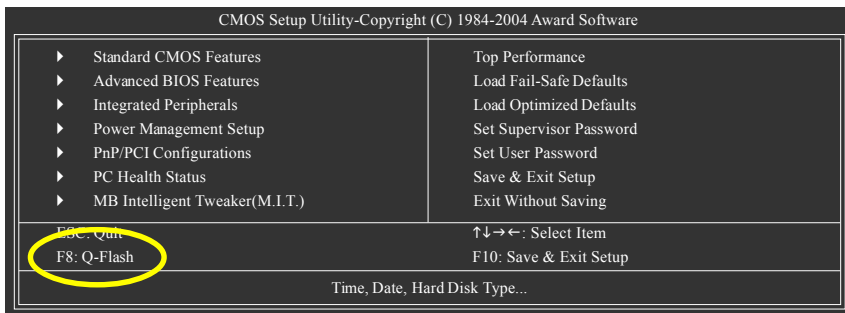 CMOS Setup Utility-Copyright (C) 1984-2004 Award Software
Standard CMOS Features
Advanced BIOS Features
Integrated Peripherals
Power Management Setup
PnP/PCI Configurations
PC Health Status
MB Intelligent Tweaker(M.I.T.)
Top Performance
Load Fail-Safe Defaults
Load Optimized Defaults
Set Supervisor Password
Set User Password
Save & Exit Setup
Exit Without Saving
ESC: Quit
↑↓→←: Select Item
F8: Q-Flash
F10: Save & Exit Setup
Time, Date, Hard Disk Type...